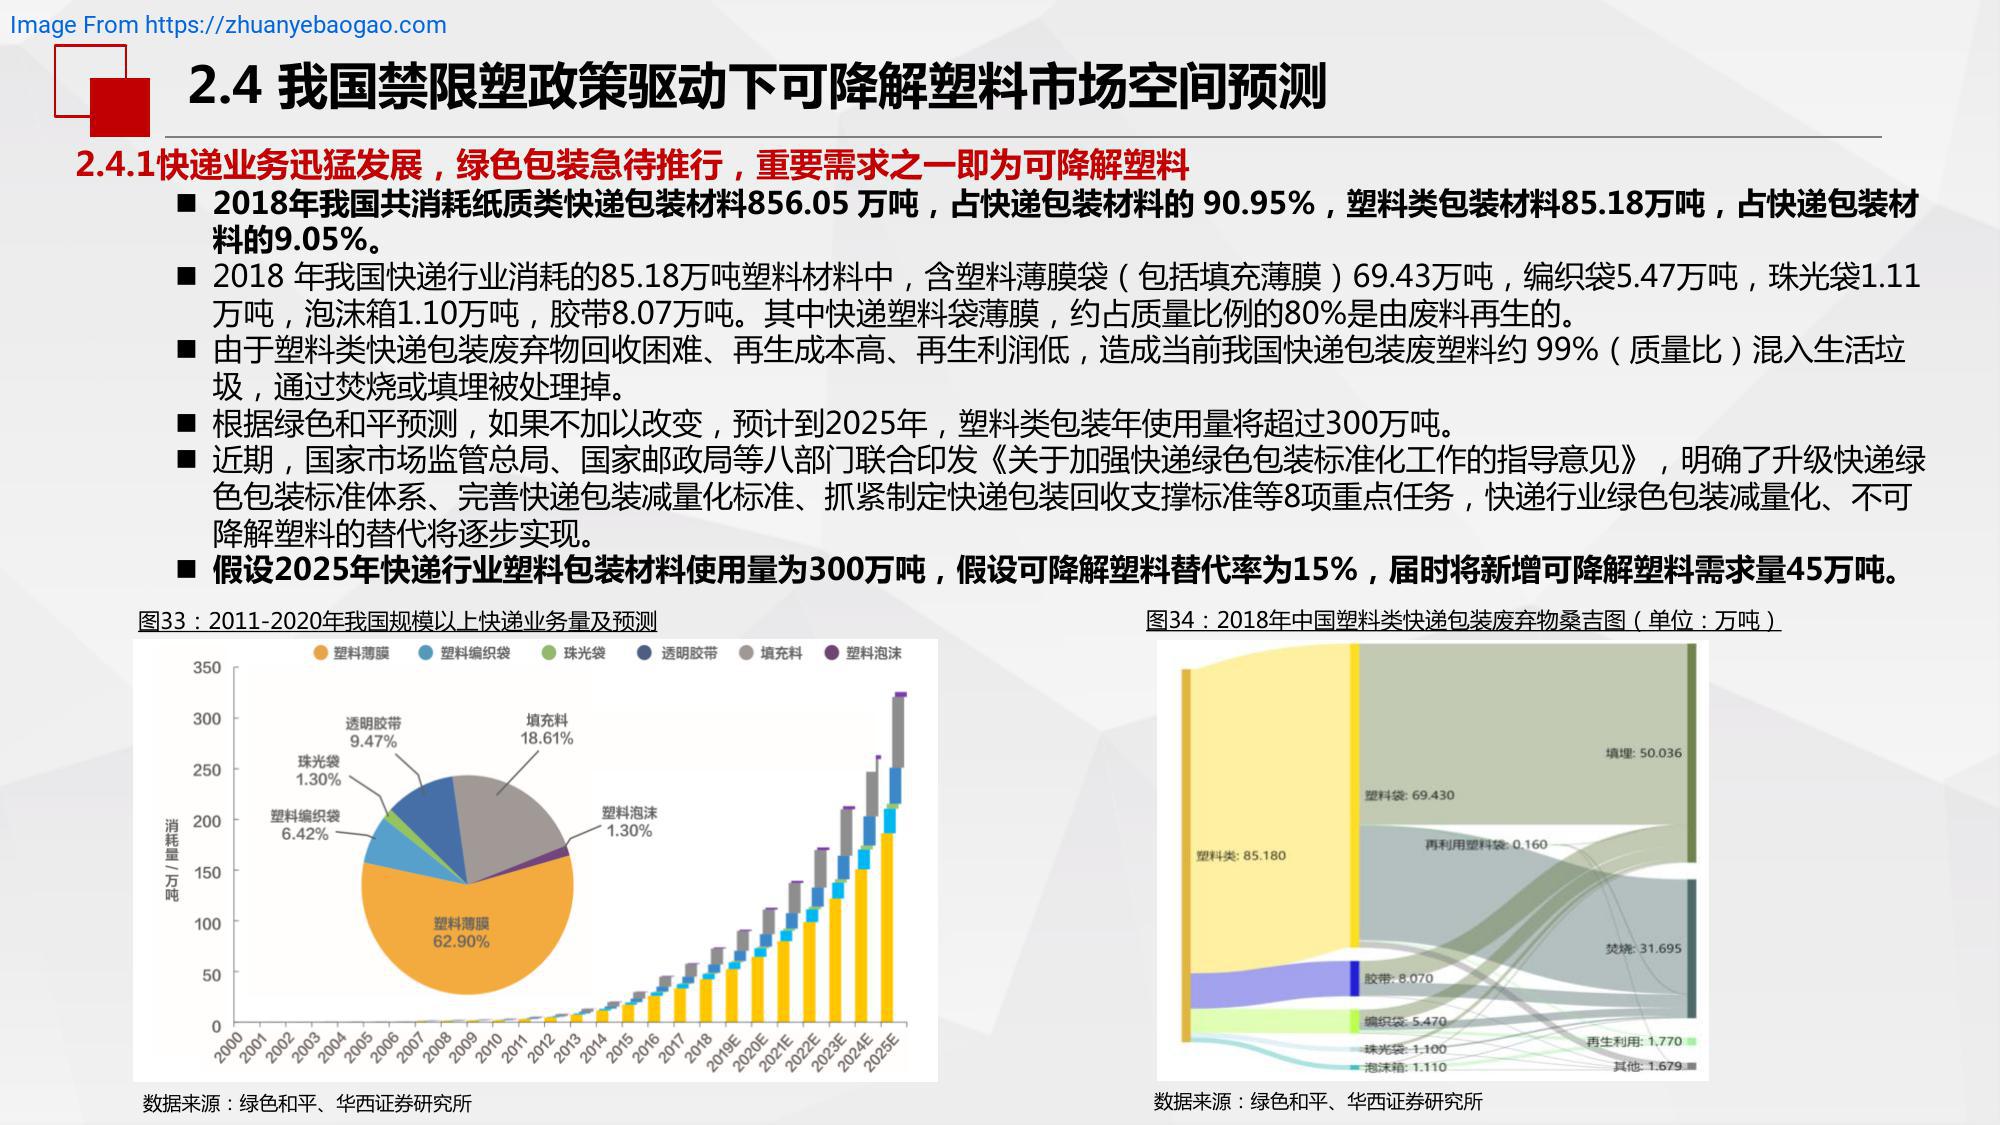 Image From https://zhuanyebaogao.com
2.4 我国禁限塑政策驱动下可降解塑料市场空间预测
2.4.1快递业务迅猛发展，绿色包装急待推行，重要需求之一即为可降解塑料
■ 2018年我国共消耗纸质类快递包装材料856.05 万吨，占快递包装材料的 90.95%，塑料类包装材料85.18万吨，占快递包装材
料的9.05%。
■ 2018 年我国快递行业消耗的85.18万吨塑料材料中，含塑料薄膜袋（包括填充薄膜）69.43万吨，编织袋5.47万吨，珠光袋1.11
万吨，泡沫箱1.10万吨，胶带8.07万吨。其中快递塑料袋薄膜，约占质量比例的80%是由废料再生的。
■ 由于塑料类快递包装废弃物回收困难、再生成本高、再生利润低，造成当前我国快递包装废塑料约 99%（质量比）混入生活垃
圾，通过焚烧或填埋被处理掉。
■ 根据绿色和平预测，如果不加以改变，预计到2025年，塑料类包装年使用量将超过300万吨。
■ 近期，国家市场监管总局、国家邮政局等八部门联合印发《关于加强快递绿色包装标准化工作的指导意见》，明确了升级快递绿
色包装标准体系、完善快递包装减量化标准、抓紧制定快递包装回收支撑标准等8项重点任务，快递行业绿色包装减量化、不可
降解塑料的替代将逐步实现。
■ 假设2025年快递行业塑料包装材料使用量为300万吨，假设可降解塑料替代率为15%，届时将新增可降解塑料需求量45万吨。
图33：2011-2020年我国规模以上快递业务量及预测
塑料薄膜 塑料编织袋 珠光袋 透明胶带 填充料 塑料泡沫
350
300
250
200
150
100
50
0
消耗量/万吨
透明胶带
9.47%
填充料
18.61%
珠光袋
1.30%
塑料编织袋
6.42%
塑料泡沫
1.30%
塑料薄膜
62.90%
2000 2001 2002 2003 2004 2005 2006 2007 2008 2009 2010 2011 2012 2013 2014 2015 2016 2017 2018 2019E 2020E 2021E 2022E 2023E 2024E 2025E
数据来源：绿色和平、华西证券研究所
图34：2018年中国塑料类快递包装废弃物桑吉图（单位：万吨）
填埋: 50.036
塑料袋: 69.430
再利用塑料袋: 0.160
塑料类: 85.180
焚烧: 31.695
胶带: 8.070
编织袋: 5.470
再生利用: 1.770
珠光袋: 1.100
泡沫箱: 1.110
其他: 1.679
数据来源：绿色和平、华西证券研究所